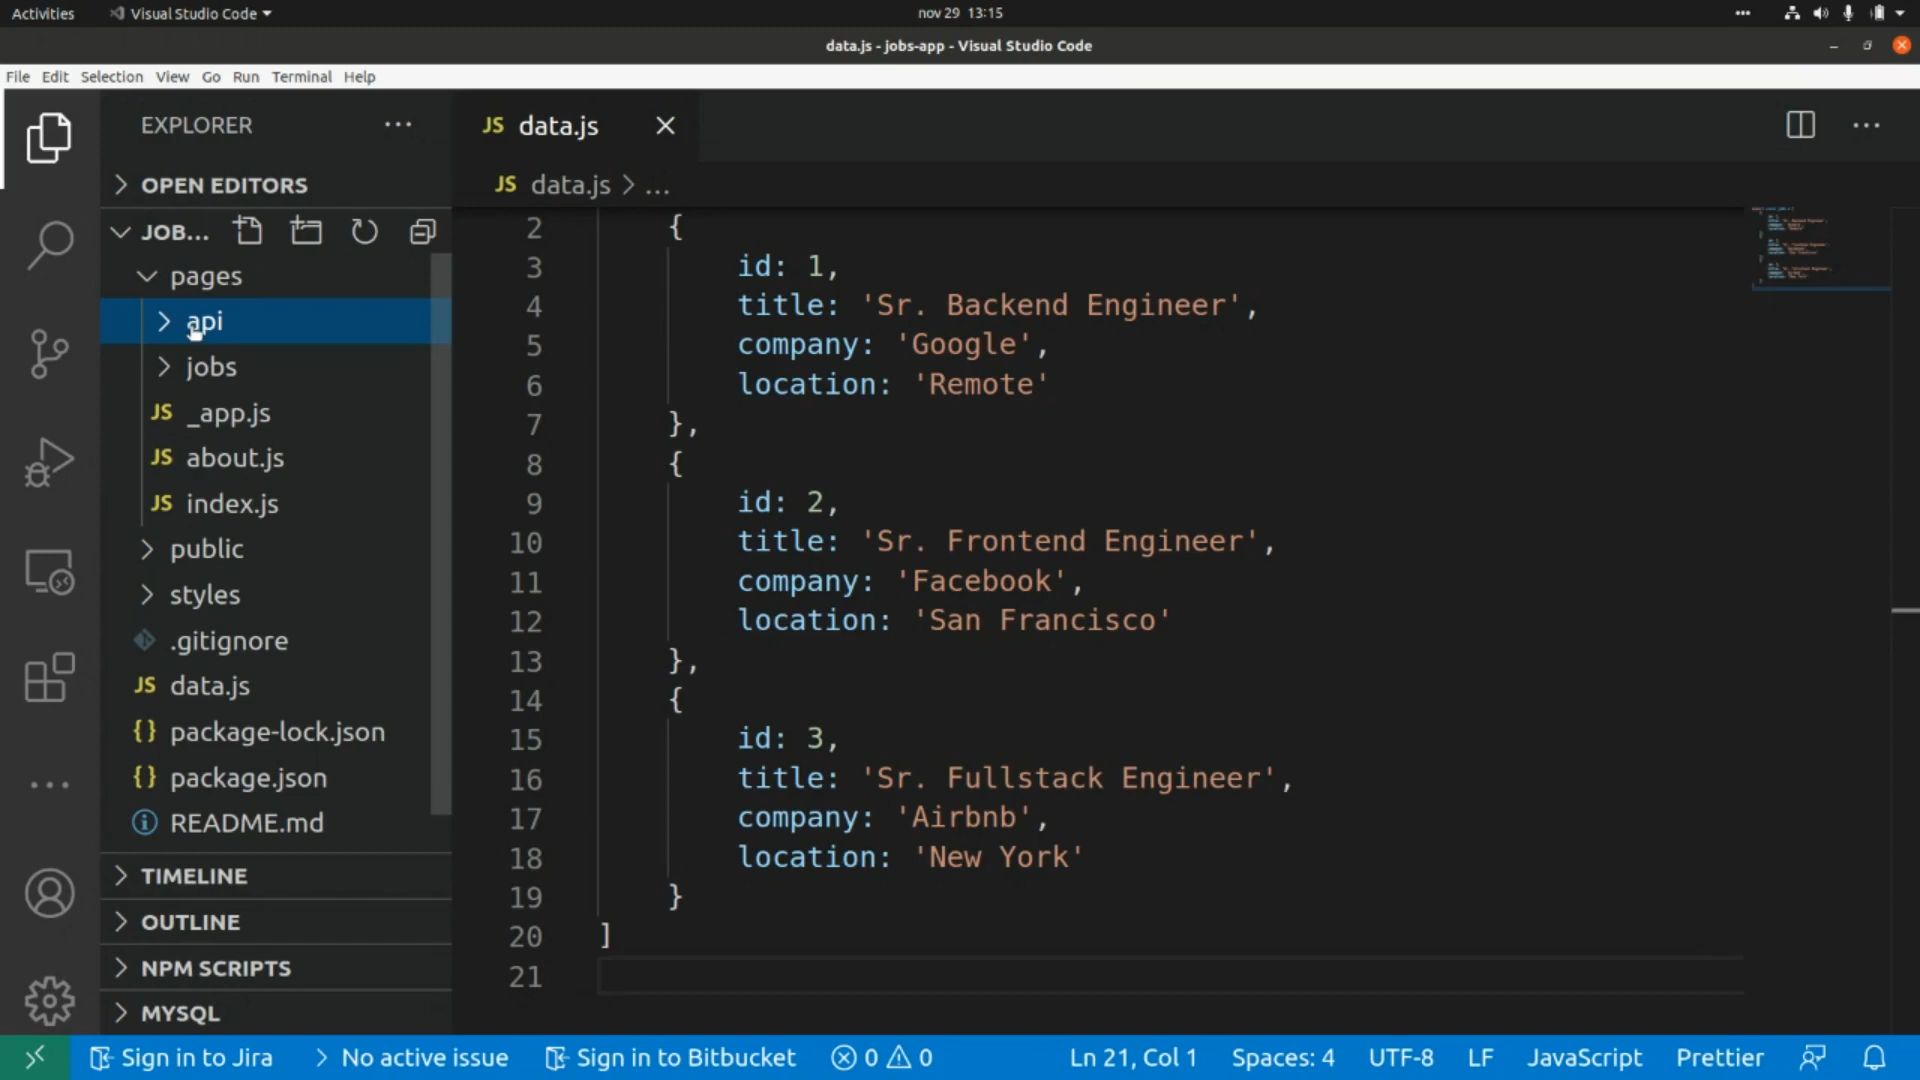 Activities Visual Studio Code nov 29 13:15
data.js - jobs-app - Visual Studio Code
File Edit Selection View Go Run Terminal Help
EXPLORER
OPEN EDITORS
JOB...
pages
api
jobs
JS _app.js
JS about.js
JS index.js
public
styles
.gitignore
JS data.js
{} package-lock.json
{} package.json
README.md
TIMELINE
OUTLINE
NPM SCRIPTS
MYSQL
JS data.js
JS data.js > ...
2 {
3 id: 1,
4 title: 'Sr. Backend Engineer',
5 company: 'Google',
6 location: 'Remote'
7 },
8 {
9 id: 2,
10 title: 'Sr. Frontend Engineer',
11 company: 'Facebook',
12 location: 'San Francisco'
13 },
14 {
15 id: 3,
16 title: 'Sr. Fullstack Engineer',
17 company: 'Airbnb',
18 location: 'New York'
19 }
20 ]
21
Sign in to Jira No active issue Sign in to Bitbucket 0 0 Ln 21, Col 1 Spaces: 4 UTF-8 LF JavaScript Prettier